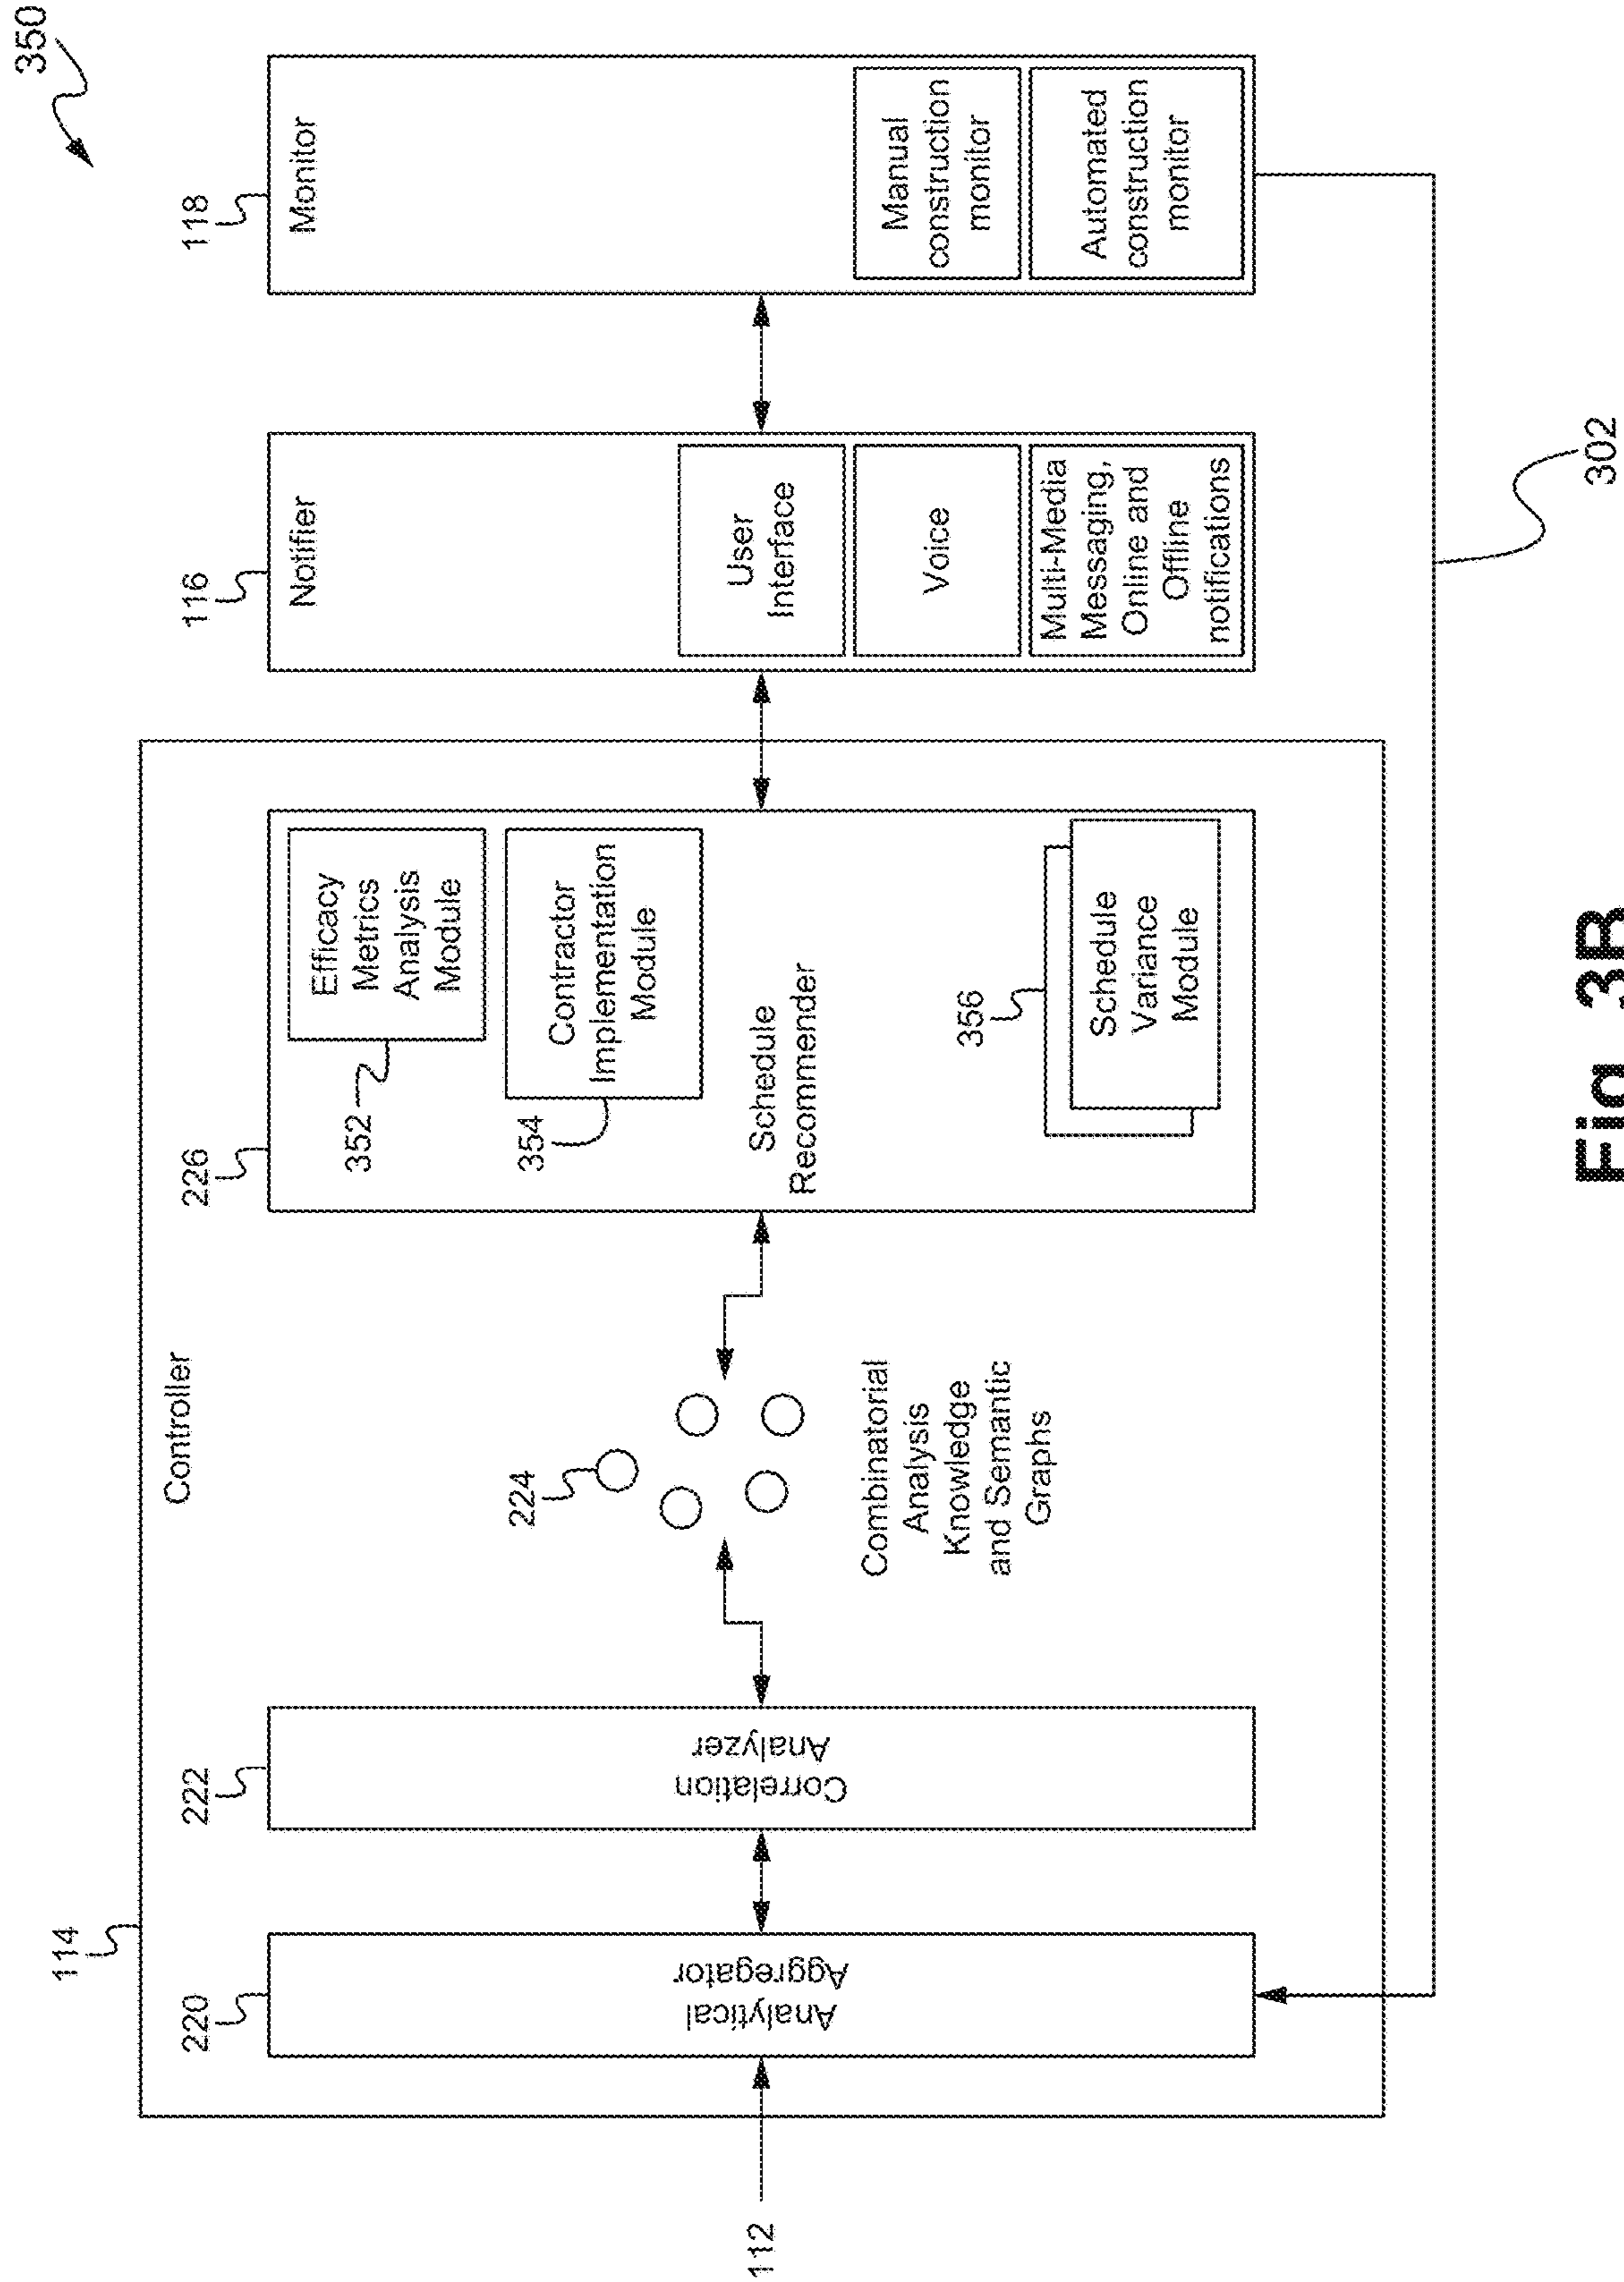 350
114
Controller
112
220
Analytical
Aggregator
222
Correlation
Analyzer
224
Combinatorial
Analysis
Knowledge
and Semantic
Graphs
226
352
Efficacy
Metrics
Analysis
Module
354
Contractor
Implementation
Module
Schedule
Recommender
356
Schedule
Variance
Module
116
Notifier
User
Interface
Voice
Multi-Media
Messaging,
Online and
Offline
notifications
118
Monitor
Manual
construction
monitor
Automated
construction
monitor
302
Fig. 3B